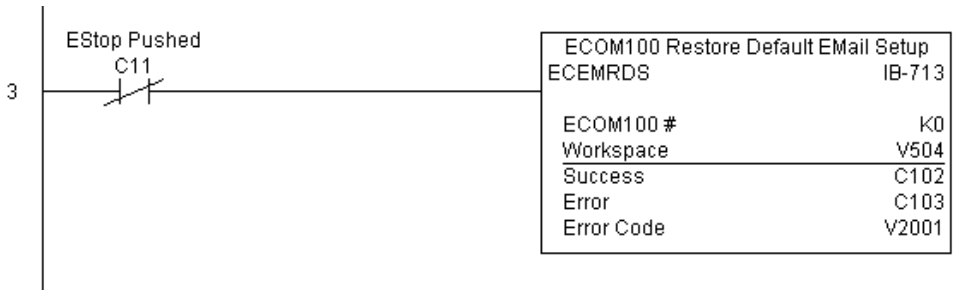 EStop Pushed
C11
3
ECOM100 Restore Default EMail Setup
ECEMRDS IB-713
ECOM100 # K0
Workspace V504
Success C102
Error C103
Error Code V2001